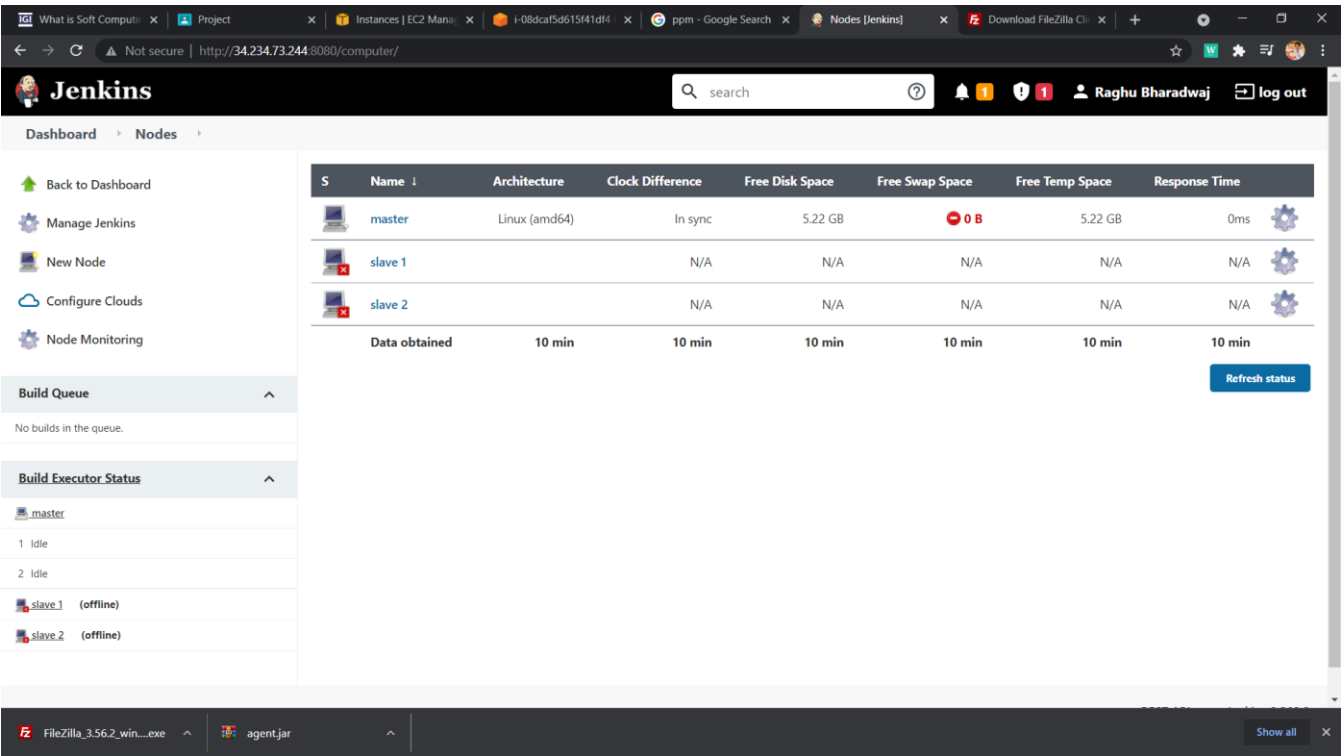 What is Soft Computin
Project
Instances | EC2 Manag
i-08dcaf5d615f41df4
ppm - Google Search
Nodes [Jenkins]
Download FileZilla Cli
Not secure | http://34.234.73.244:8080/computer/
Jenkins
search
1
1
Raghu Bharadwaj
log out
Dashboard Nodes
Back to Dashboard
Manage Jenkins
New Node
Configure Clouds
Node Monitoring
Build Queue
No builds in the queue.
Build Executor Status
master
1 Idle
2 Idle
slave 1 (offline)
slave 2 (offline)
S Name ↓ Architecture Clock Difference Free Disk Space Free Swap Space Free Temp Space Response Time
master Linux (amd64) In sync 5.22 GB 0 B 5.22 GB 0ms
slave 1 N/A N/A N/A N/A N/A
slave 2 N/A N/A N/A N/A N/A
Data obtained 10 min 10 min 10 min 10 min 10 min 10 min
Refresh status
FileZilla_3.56.2_win....exe
agent.jar
Show all